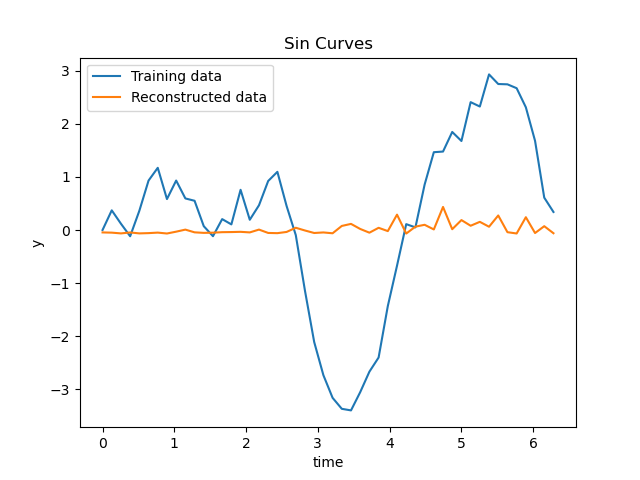 Sin Curves
Training data
Reconstructed data
3
2
1
0
−1
−2
−3
y
0 1 2 3 4 5 6
time